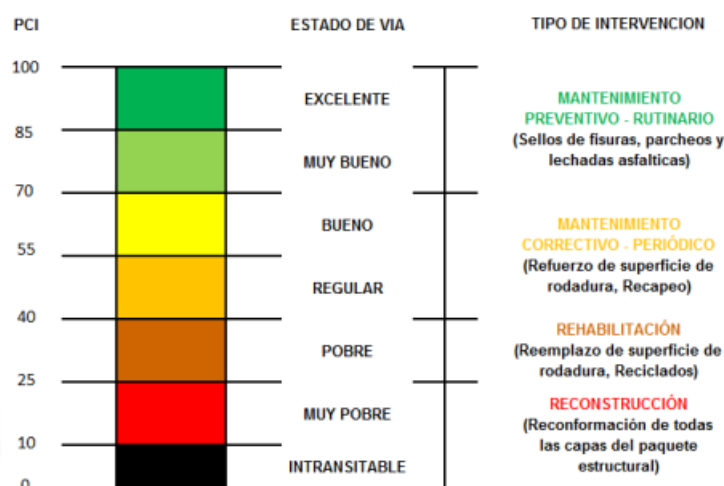 PCI ESTADO DE VIA TIPO DE INTERVENCION
100
EXCELENTE
MANTENIMIENTO
PREVENTIVO - RUTINARIO
(Sellos de fisuras, parcheos y
lechadas asfalticas)
85
MUY BUENO
70
BUENO
MANTENIMIENTO
CORRECTIVO - PERIÓDICO
(Refuerzo de superficie de
rodadura, Recapeo)
55
REGULAR
40
POBRE
REHABILITACIÓN
(Reemplazo de superficie de
rodadura, Reciclados)
25
MUY POBRE
RECONSTRUCCIÓN
(Reconformación de todas
las capas del paquete
estructural)
10
INTRANSITABLE
0